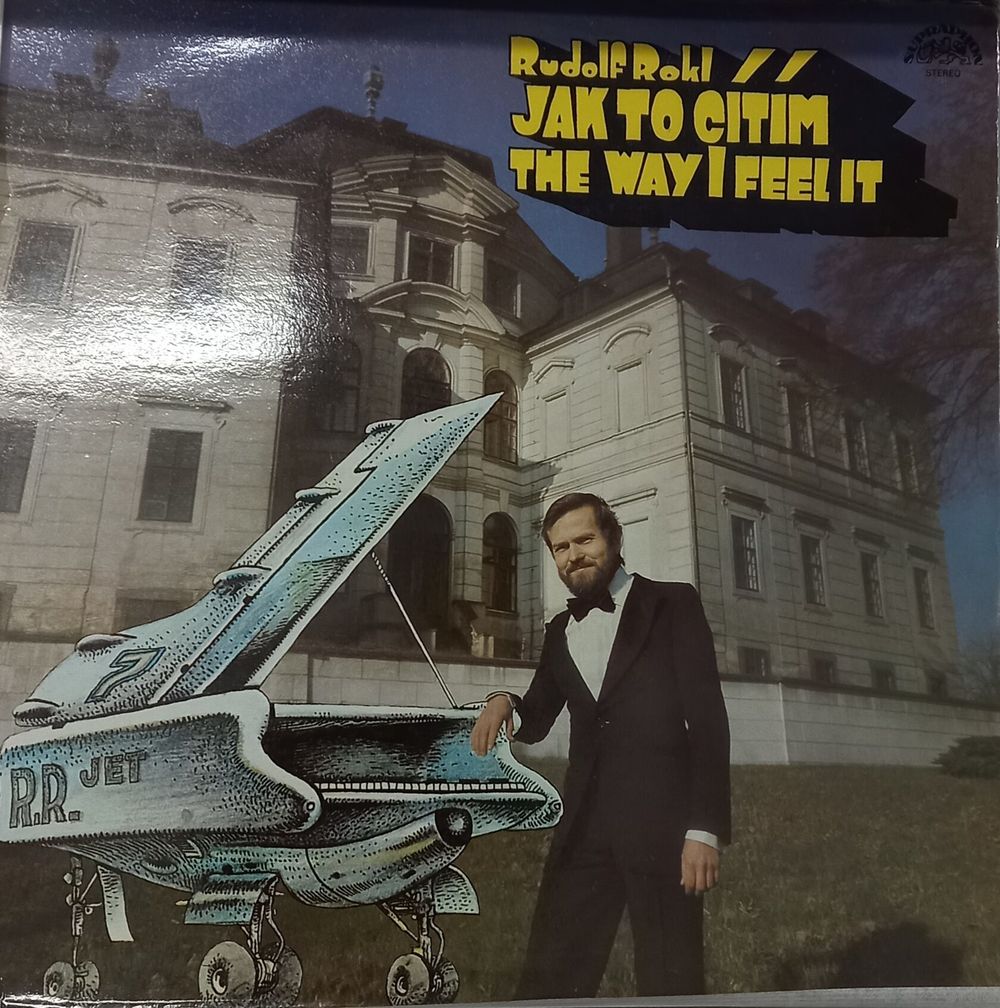 Rudolf Rokl //
JAK TO CITIM
THE WAY I FEEL IT
SUPRAPHON
STEREO
7
R.R. JET